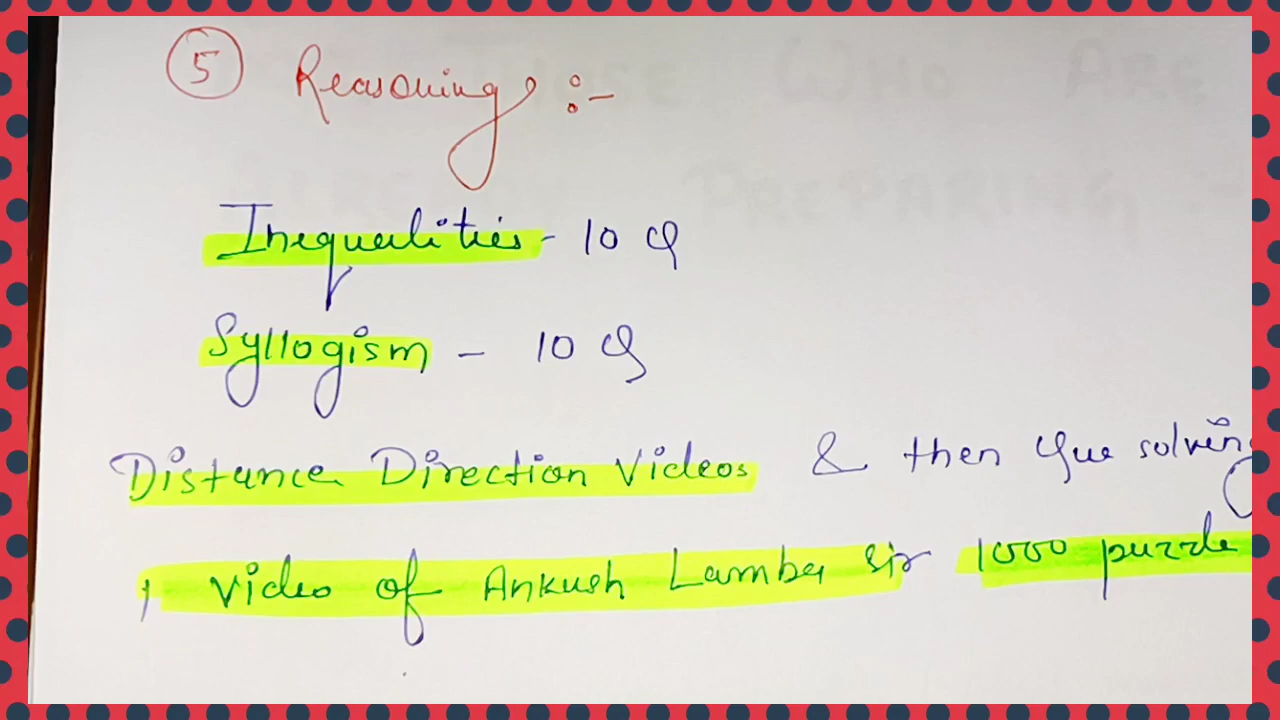 5 Reasoning :-
Inequalities - 10 Q
Syllogism - 10 Q
Distance Direction Videos & then Que solving
1 Video of Ankush Lamba Sir 1000 puzzle